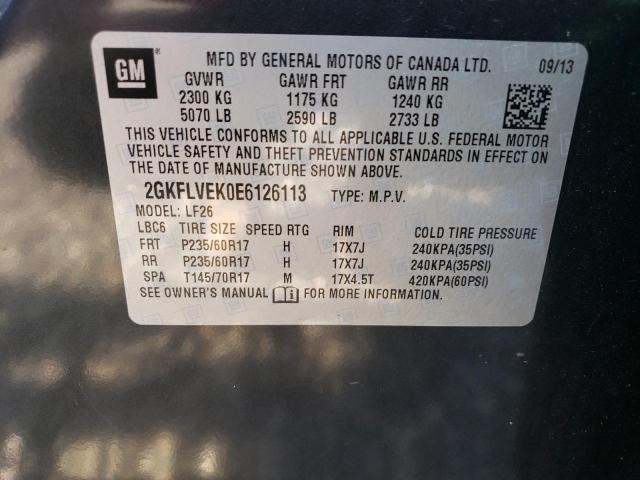 GM
MFD BY GENERAL MOTORS OF CANADA LTD. 09/13
GVWR GAWR FRT GAWR RR
2300 KG 1175 KG 1240 KG
5070 LB 2590 LB 2733 LB
THIS VEHICLE CONFORMS TO ALL APPLICABLE U.S. FEDERAL MOTOR
VEHICLE SAFETY AND THEFT PREVENTION STANDARDS IN EFFECT ON
THE DATE OF MANUFACTURE SHOWN ABOVE.
2GKFLVEK0E6126113 TYPE: M.P.V.
MODEL: LF26
LBC6 TIRE SIZE SPEED RTG RIM COLD TIRE PRESSURE
FRT P235/60R17 H 17X7J 240KPA(35PSI)
RR P235/60R17 H 17X7J 240KPA(35PSI)
SPA T145/70R17 M 17X4.5T 420KPA(60PSI)
SEE OWNER'S MANUAL FOR MORE INFORMATION.